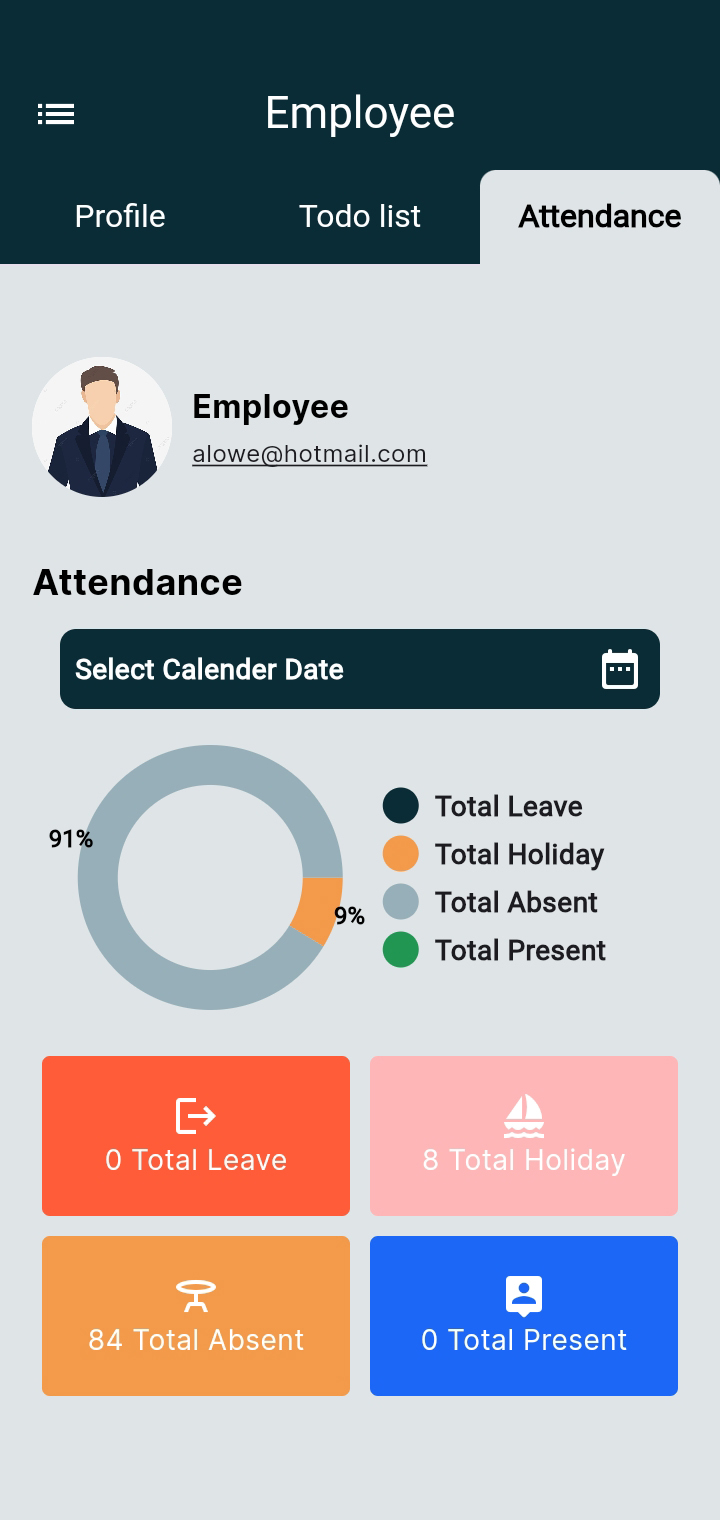 Employee
Profile
Todo list
Attendance
Employee
alowe@hotmail.com
Attendance
Select Calender Date
91%
9%
Total Leave
Total Holiday
Total Absent
Total Present
0 Total Leave
8 Total Holiday
84 Total Absent
0 Total Present